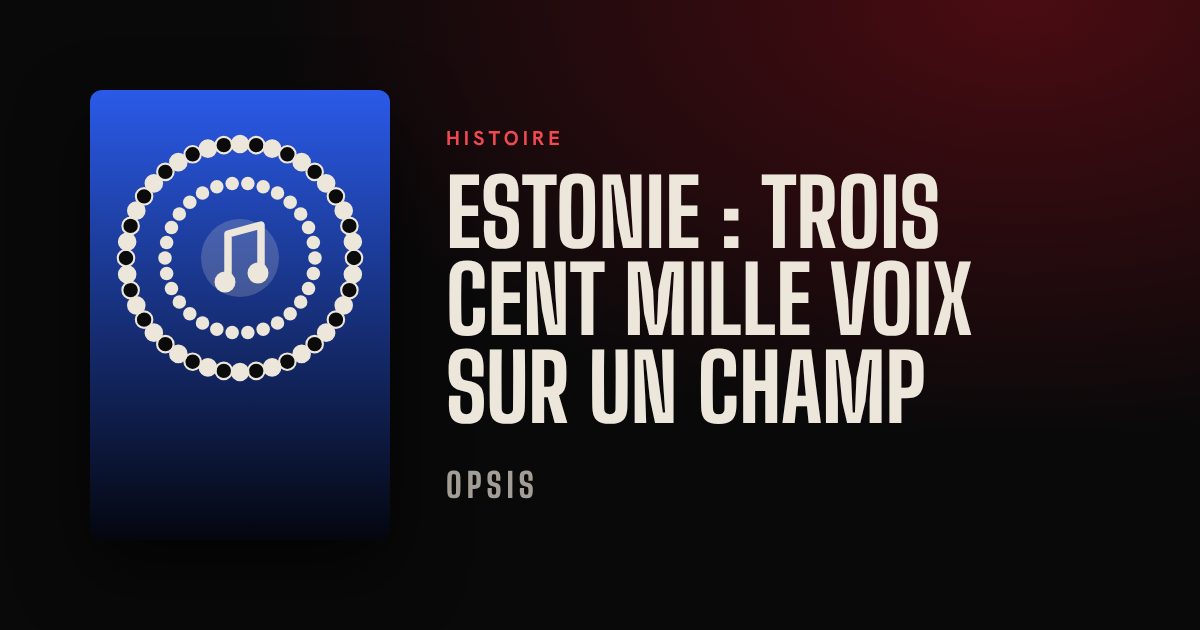 HISTOIRE
ESTONIE : TROIS
CENT MILLE VOIX
SUR UN CHAMP
OPSIS